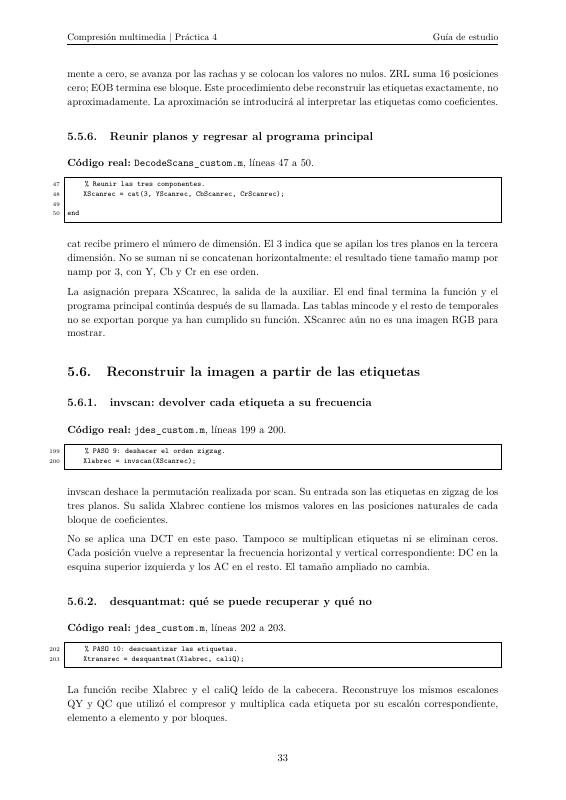 Compresión multimedia | Práctica 4 Guía de estudio
mente a cero, se avanza por las rachas y se colocan los valores no nulos. ZRL suma 16 posiciones
cero; EOB termina ese bloque. Este procedimiento debe reconstruir las etiquetas exactamente, no
aproximadamente. La aproximación se introducirá al interpretar las etiquetas como coeficientes.
5.5.6. Reunir planos y regresar al programa principal
Código real: DecodeScans_custom.m, líneas 47 a 50.
47 % Reunir las tres componentes.
48 XScanrec = cat(3, YScanrec, CbScanrec, CrScanrec);
49
50 end
cat recibe primero el número de dimensión. El 3 indica que se apilan los tres planos en la tercera
dimensión. No se suman ni se concatenan horizontalmente: el resultado tiene tamaño mamp por
namp por 3, con Y, Cb y Cr en ese orden.
La asignación prepara XScanrec, la salida de la auxiliar. El end final termina la función y el
programa principal continúa después de su llamada. Las tablas mincode y el resto de temporales
no se exportan porque ya han cumplido su función. XScanrec aún no es una imagen RGB para
mostrar.
5.6. Reconstruir la imagen a partir de las etiquetas
5.6.1. invscan: devolver cada etiqueta a su frecuencia
Código real: jdes_custom.m, líneas 199 a 200.
199 % PASO 9: deshacer el orden zigzag.
200 Xlabrec = invscan(XScanrec);
invscan deshace la permutación realizada por scan. Su entrada son las etiquetas en zigzag de los
tres planos. Su salida Xlabrec contiene los mismos valores en las posiciones naturales de cada
bloque de coeficientes.
No se aplica una DCT en este paso. Tampoco se multiplican etiquetas ni se eliminan ceros.
Cada posición vuelve a representar la frecuencia horizontal y vertical correspondiente: DC en la
esquina superior izquierda y los AC en el resto. El tamaño ampliado no cambia.
5.6.2. desquantmat: qué se puede recuperar y qué no
Código real: jdes_custom.m, líneas 202 a 203.
202 % PASO 10: descuantizar las etiquetas.
203 Xtransrec = desquantmat(Xlabrec, caliQ);
La función recibe Xlabrec y el caliQ leído de la cabecera. Reconstruye los mismos escalones
QY y QC que utilizó el compresor y multiplica cada etiqueta por su escalón correspondiente,
elemento a elemento y por bloques.
33